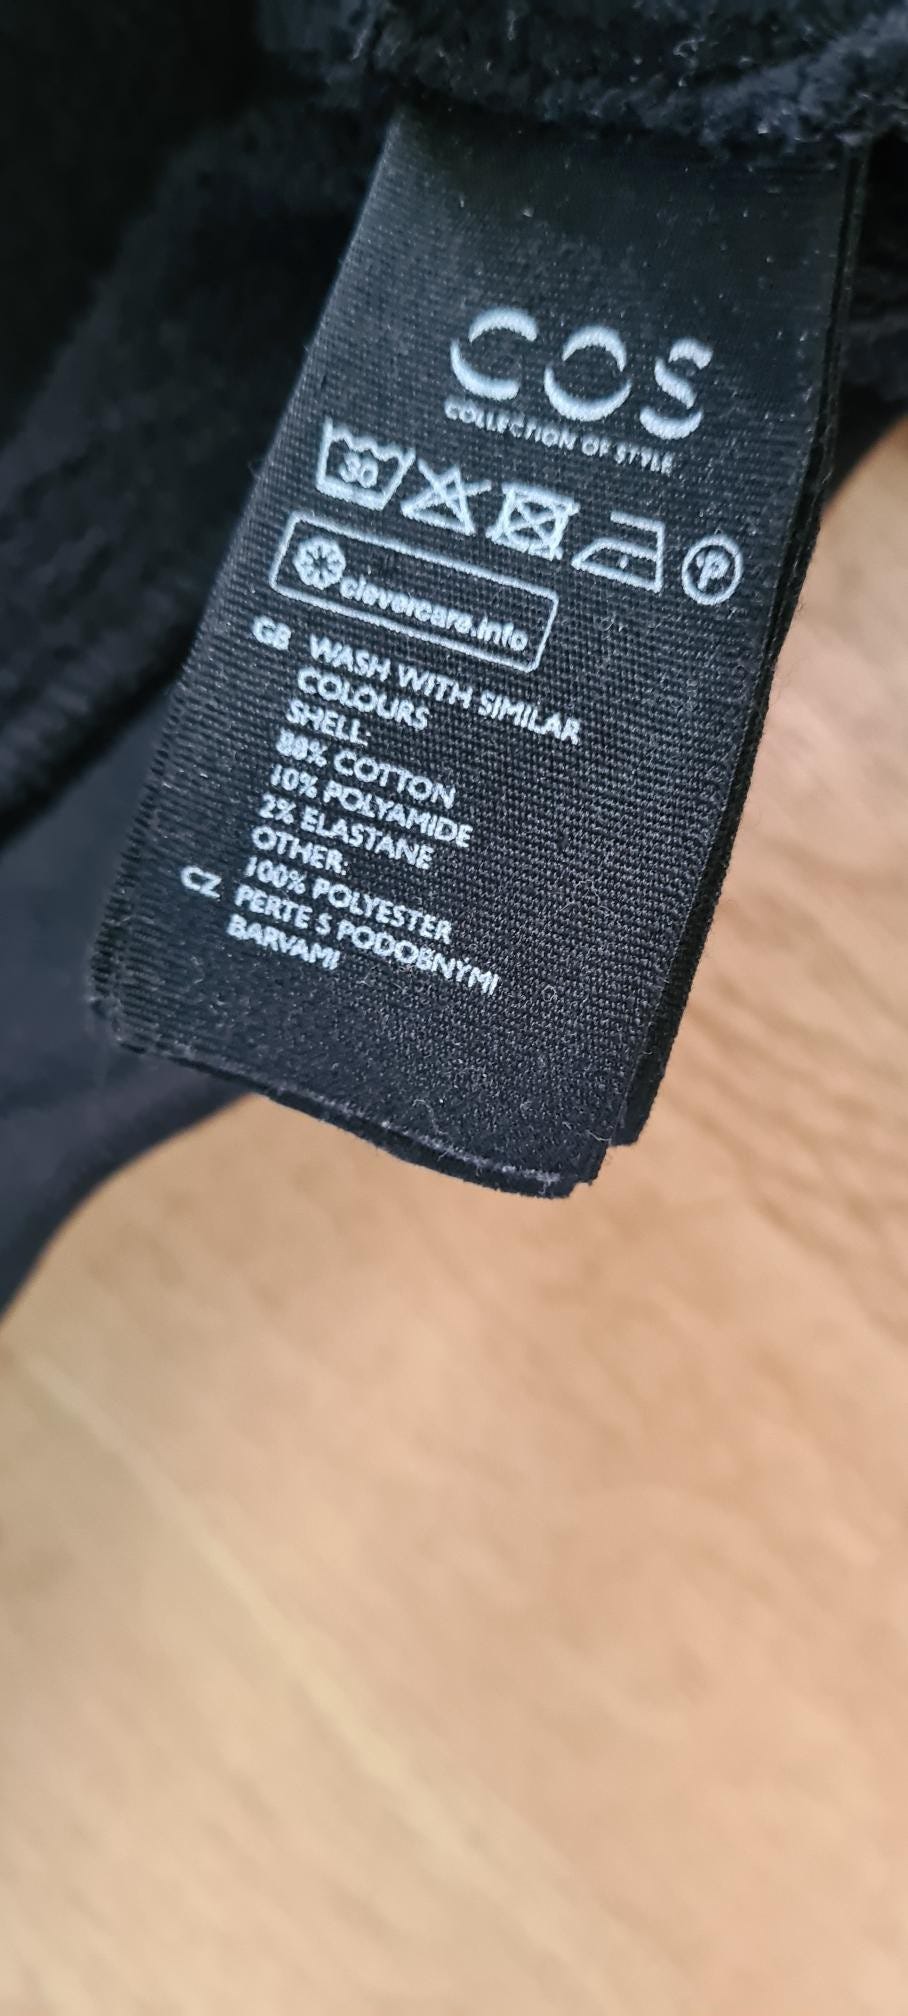 COS
COLLECTION OF STYLE
30
P
clevercare.info
GB WASH WITH SIMILAR
COLOURS
SHELL:
88% COTTON
10% POLYAMIDE
2% ELASTANE
OTHER:
100% POLYESTER
CZ PERTE S PODOBNÝMI
BARVAMI